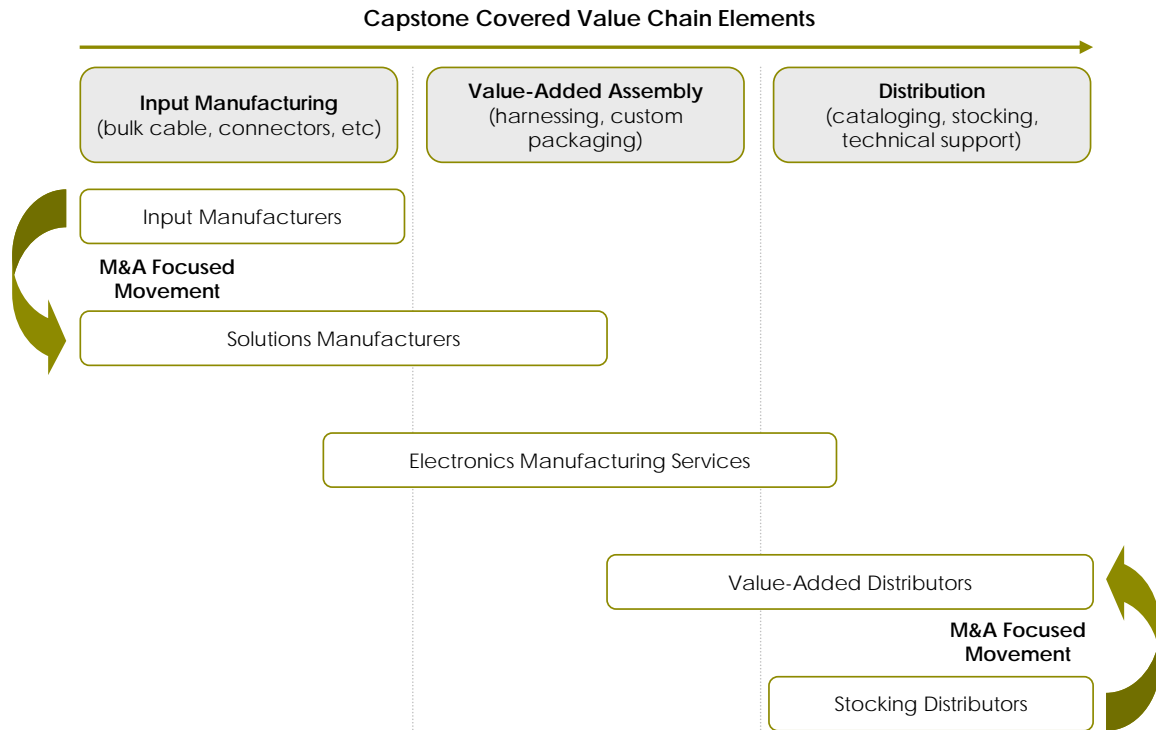 Capstone Covered Value Chain Elements
Input Manufacturing
(bulk cable, connectors, etc)
Value-Added Assembly
(harnessing, custom
packaging)
Distribution
(cataloging, stocking,
technical support)
Input Manufacturers
M&A Focused
Movement
Solutions Manufacturers
Electronics Manufacturing Services
Value-Added Distributors
M&A Focused
Movement
Stocking Distributors